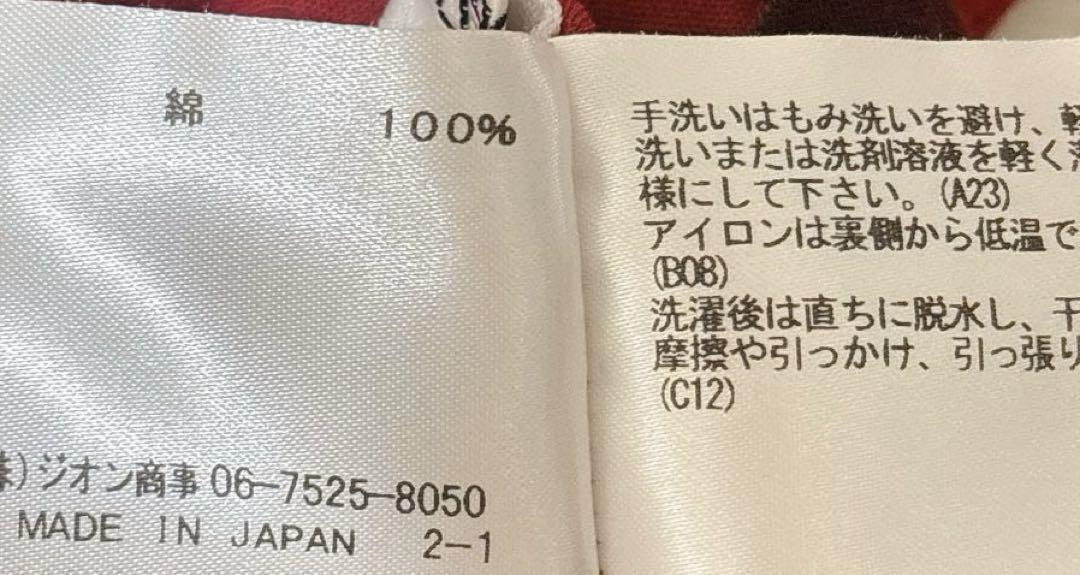 綿 100%
株)ジオン商事 06-7525-8050
MADE IN JAPAN 2-1
手洗いはもみ洗いを避け、軽
洗いまたは洗剤溶液を軽く
様にして下さい。(A23)
アイロンは裏側から低温で
(B08)
洗濯後は直ちに脱水し、干
摩擦や引っかけ、引っ張り
(C12)